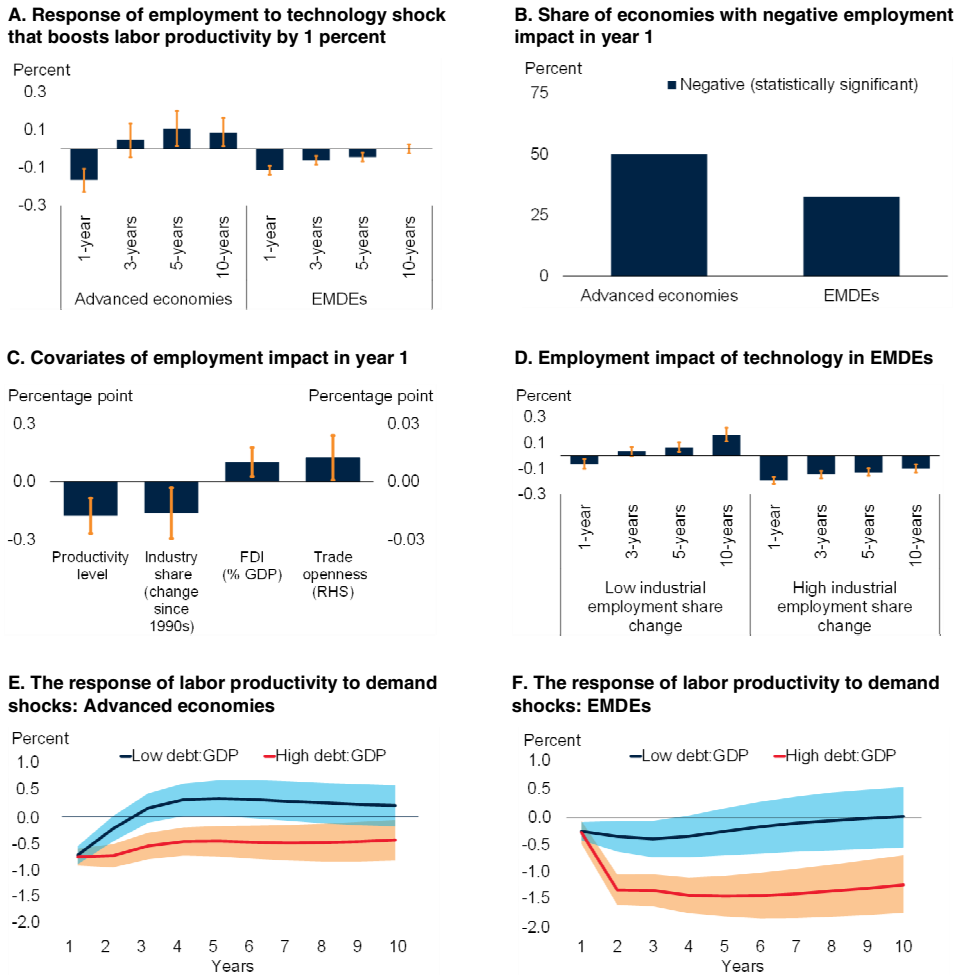 A. Response of employment to technology shock
that boosts labor productivity by 1 percent
Percent
0.3
0.1
-0.1
-0.3
1-year
3-years
5-years
10-years
1-year
3-years
5-years
10-years
Advanced economies
EMDEs
B. Share of economies with negative employment
impact in year 1
Percent
75
50
25
0
Negative (statistically significant)
Advanced economies
EMDEs
C. Covariates of employment impact in year 1
Percentage point
Percentage point
0.3
0.0
-0.3
0.03
0.00
-0.03
Productivity
level
Industry
share
(change
since
1990s)
FDI
(% GDP)
Trade
openness
(RHS)
D. Employment impact of technology in EMDEs
Percent
0.3
0.1
-0.1
-0.3
1-year
3-years
5-years
10-years
1-year
3-years
5-years
10-years
Low industrial
employment share
change
High industrial
employment share
change
E. The response of labor productivity to demand
shocks: Advanced economies
Percent
Low debt:GDP
High debt:GDP
1.0
0.5
0.0
-0.5
-1.0
-1.5
-2.0
1 2 3 4 5 6 7 8 9 10
Years
F. The response of labor productivity to demand
shocks: EMDEs
Percent
Low debt:GDP
High debt:GDP
1.0
0.5
0.0
-0.5
-1.0
-1.5
-2.0
1 2 3 4 5 6 7 8 9 10
Years